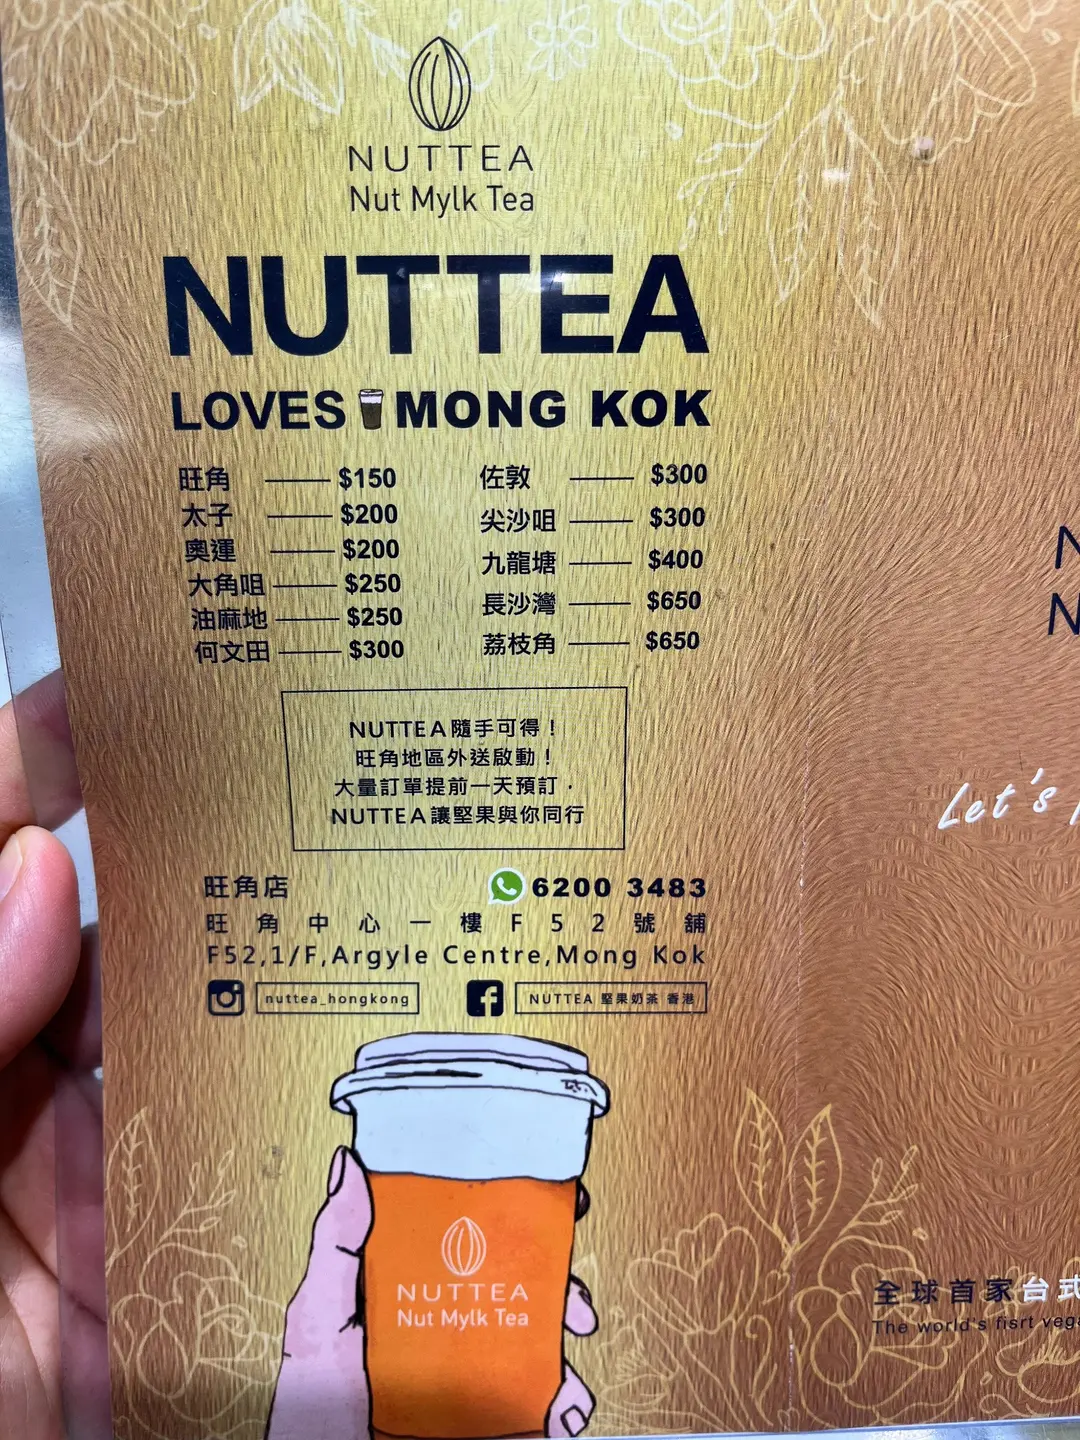 NUTTEA
Nut Mylk Tea
NUTTEA
LOVES MONG KOK
旺角 $150
太子 $200
奧運 $200
大角咀 $250
油麻地 $250
何文田 $300
佐敦 $300
尖沙咀 $300
九龍塘 $400
長沙灣 $650
荔枝角 $650
NUTTEA隨手可得！
旺角地區外送啟動！
大量訂單提前一天預訂，
NUTTEA讓堅果與你同行
旺角店 6200 3483
旺角中心一樓F52號舖
F52,1/F,Argyle Centre,Mong Kok
nuttea_hongkong
NUTTEA 堅果奶茶 香港
NUTTEA
Nut Mylk Tea
Let's
全球首家台式
The world's fisrt